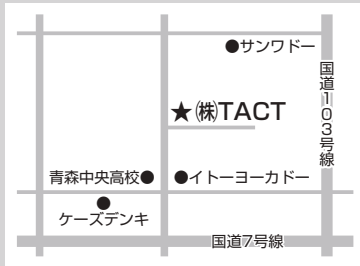 ●サンワドー
国道103号線
★㈱TACT
青森中央高校●
●イトーヨーカドー
●
ケーズデンキ
国道7号線